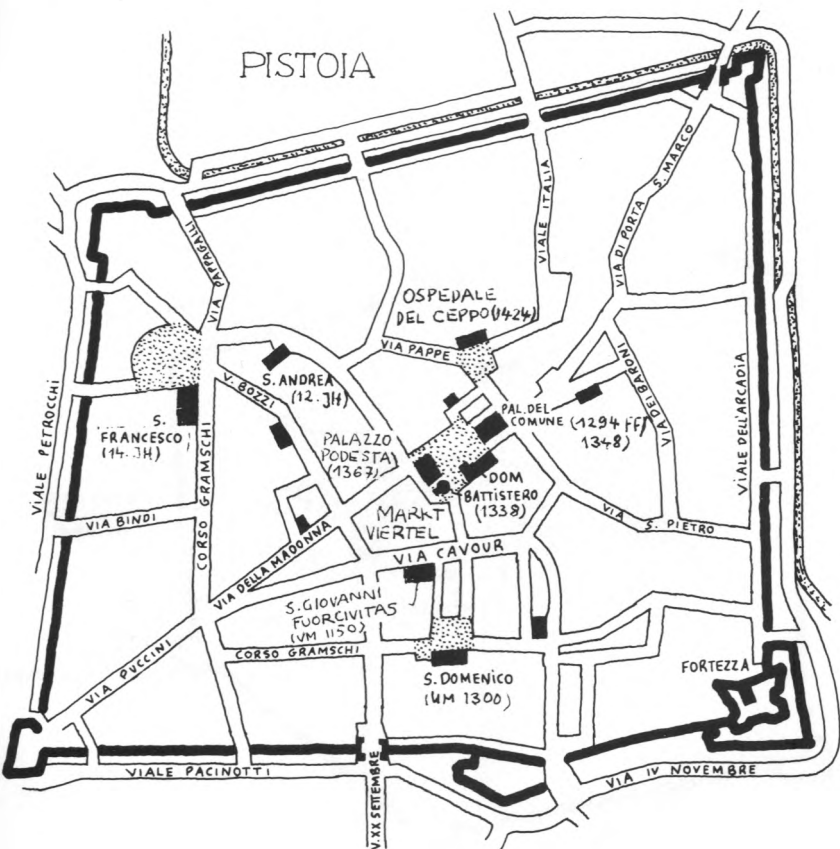 PISTOIA
VIA PAPPAGALLI
VIALE ITALIA
VIA DI PORTA S. MARCO
OSPEDALE
DEL CEPPO (1424)
VIA PAPPE
S. ANDREA
(12. JH)
V. BOZZI
VIALE PETROCCHI
S.
FRANCESCO
(14. JH)
CORSO GRAMSCHI
PALAZZO
PODESTA
(1367)
PAL. DEL
COMUNE (1294 FF/
1348)
VIA DEI BARONI
VIALE DELL'ARCADIA
DOM
BATTISTERO
(1338)
MARKT
VIERTEL
VIA BINDI
VIA DELLA MADONNA
VIA CAVOUR
VIA S. PIETRO
S. GIOVANNI
FUORCIVITAS
(UM 1150)
VIA PUCCINI
CORSO GRAMSCHI
S. DOMENICO
(UM 1300)
FORTEZZA
VIALE PACINOTTI
V. XX SETTEMBRE
VIA IV NOVEMBRE